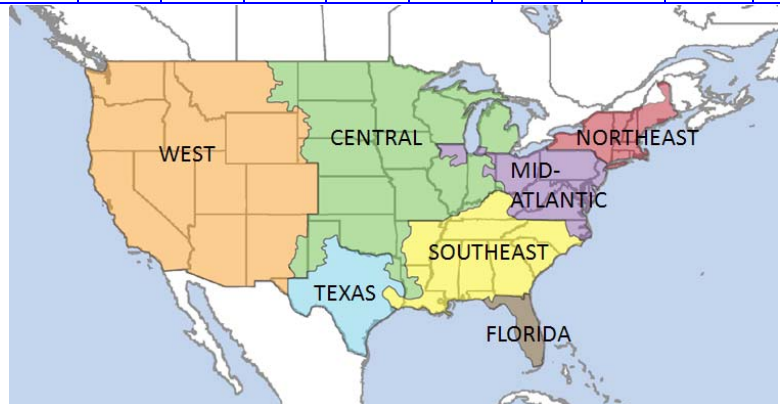 WEST
CENTRAL
NORTHEAST
MID-
ATLANTIC
SOUTHEAST
TEXAS
FLORIDA